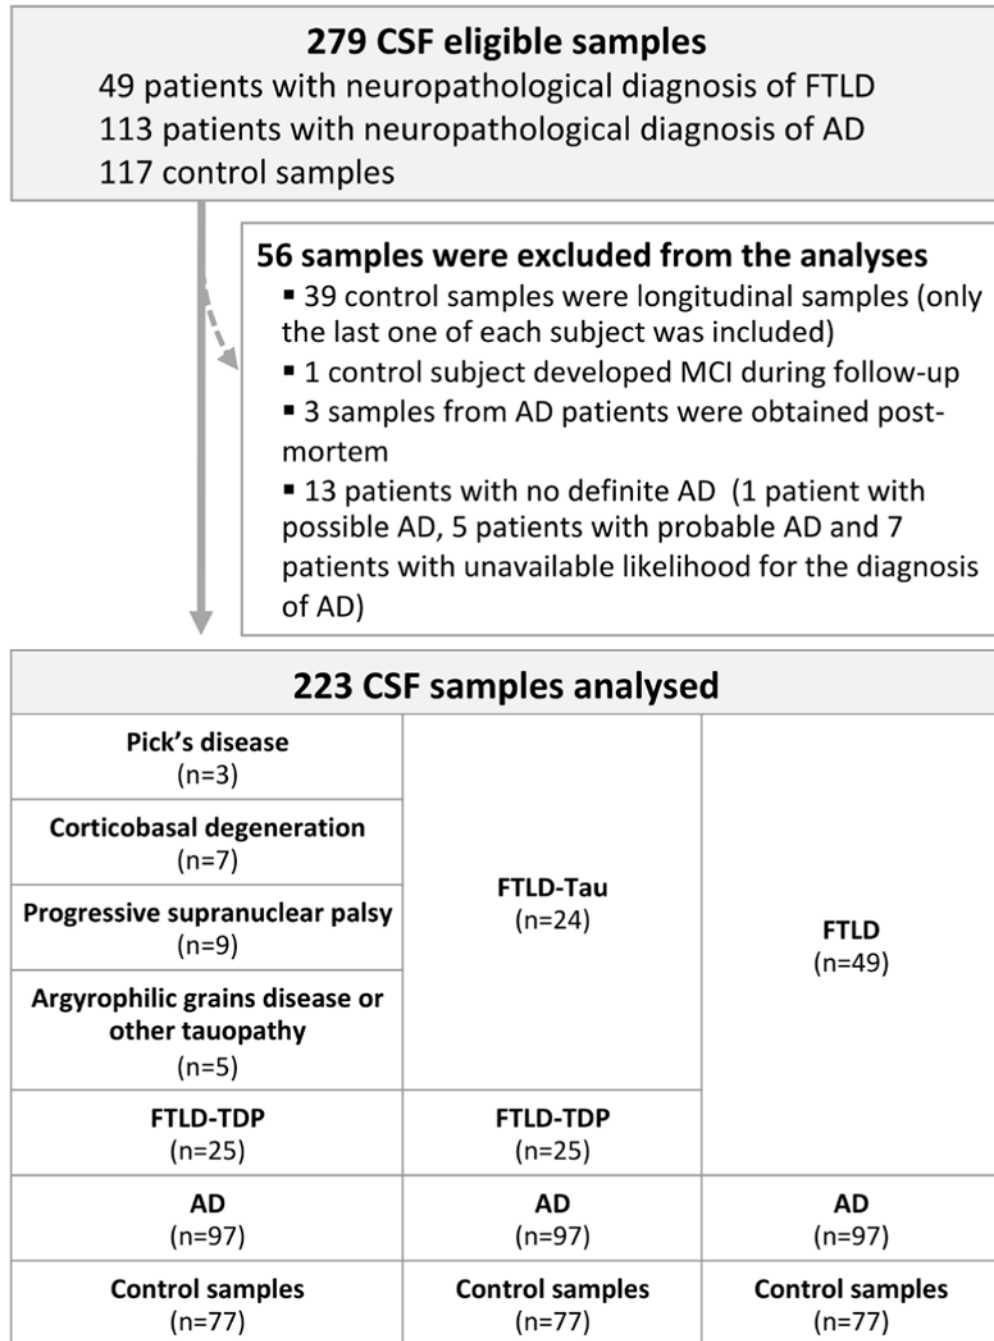 279 CSF eligible samples
49 patients with neuropathological diagnosis of FTLD
113 patients with neuropathological diagnosis of AD
117 control samples
56 samples were excluded from the analyses
▪ 39 control samples were longitudinal samples (only
the last one of each subject was included)
▪ 1 control subject developed MCI during follow-up
▪ 3 samples from AD patients were obtained post-
mortem
▪ 13 patients with no definite AD (1 patient with
possible AD, 5 patients with probable AD and 7
patients with unavailable likelihood for the diagnosis
of AD)
223 CSF samples analysed
Pick's disease
(n=3)
Corticobasal degeneration
(n=7)
Progressive supranuclear palsy
(n=9)
Argyrophilic grains disease or
other tauopathy
(n=5)
FTLD-Tau
(n=24)
FTLD
(n=49)
FTLD-TDP
(n=25)
FTLD-TDP
(n=25)
AD
(n=97)
AD
(n=97)
AD
(n=97)
Control samples
(n=77)
Control samples
(n=77)
Control samples
(n=77)